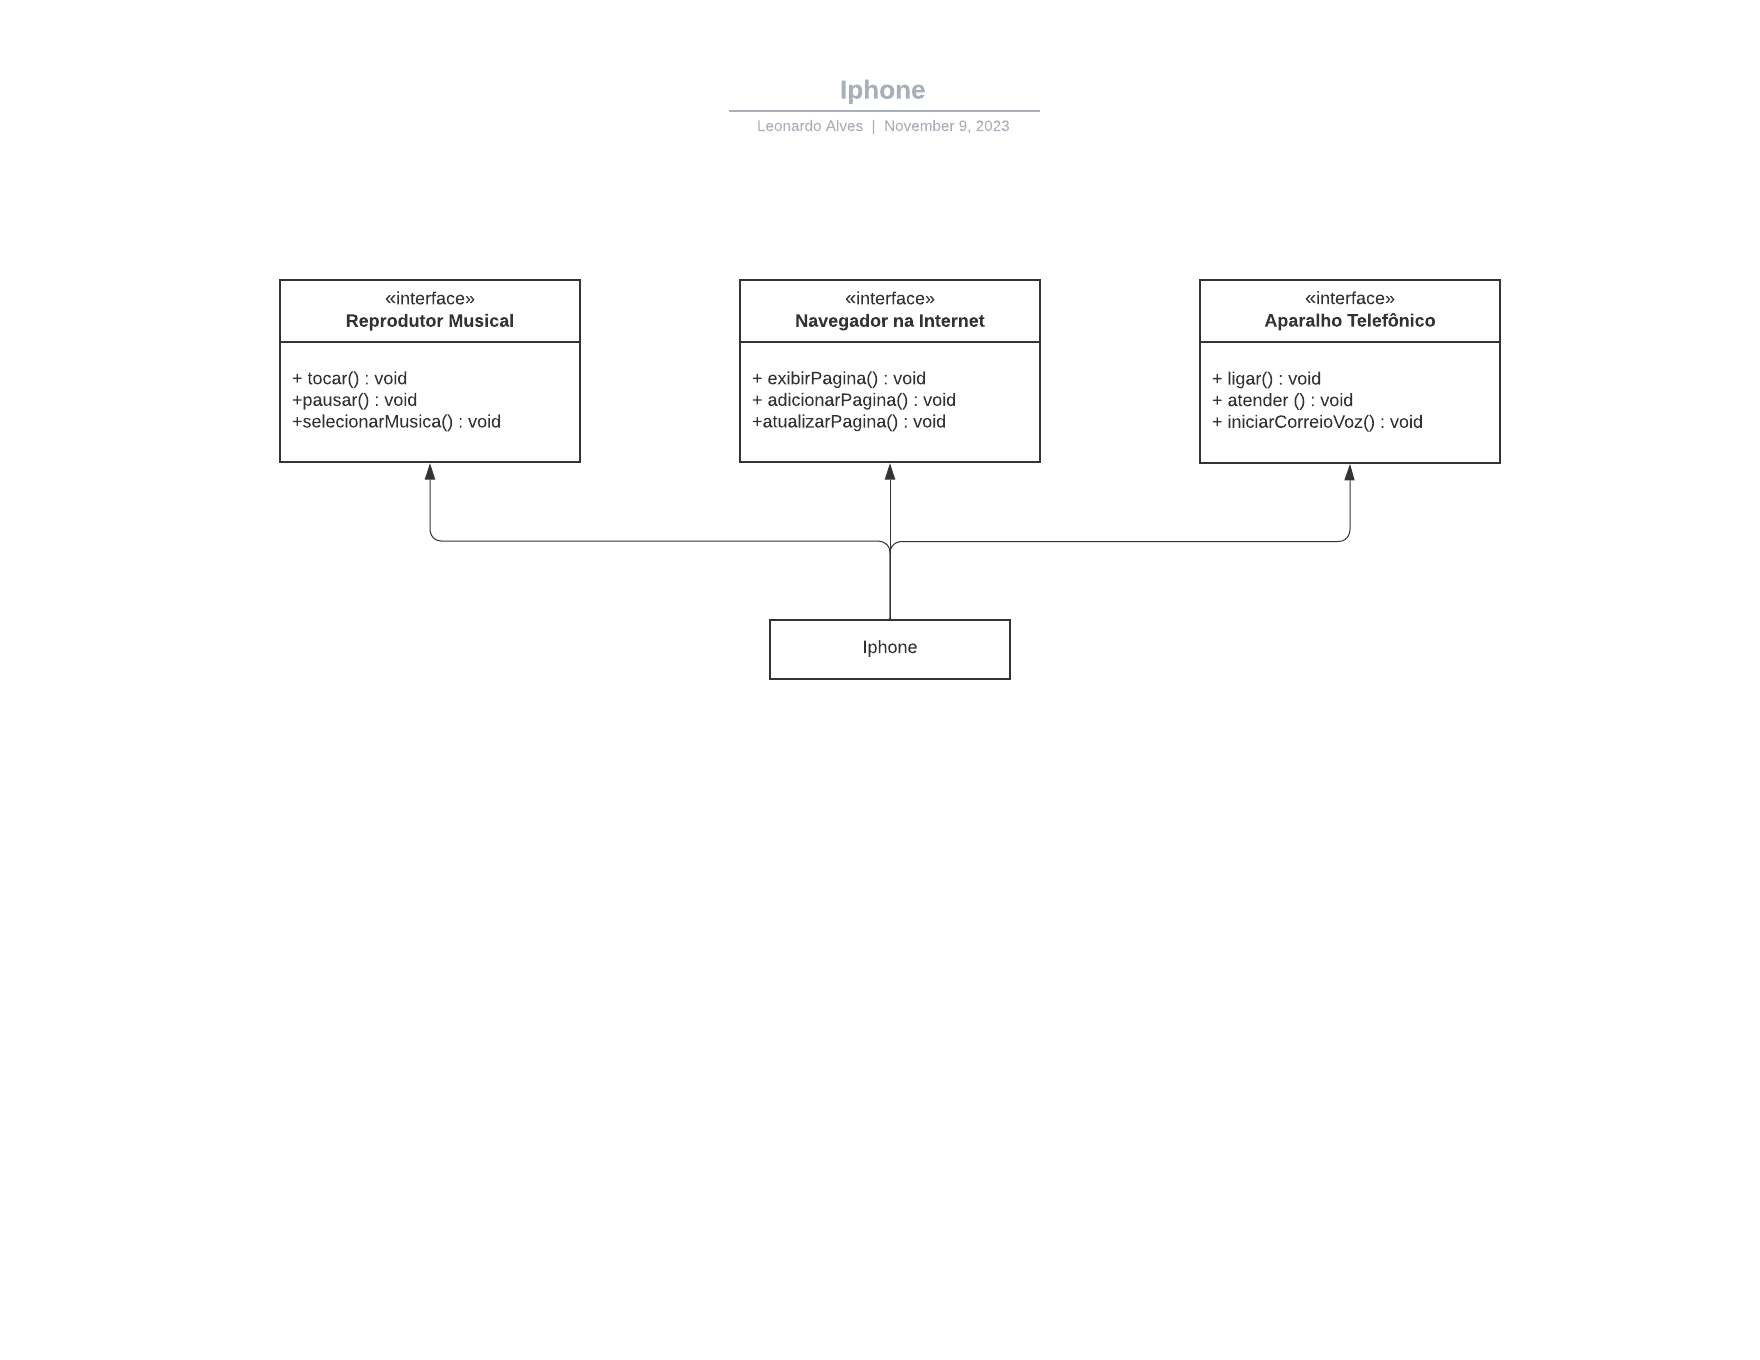 Iphone
Leonardo Alves | November 9, 2023
«interface»
Reprodutor Musical
+ tocar() : void
+pausar() : void
+selecionarMusica() : void
«interface»
Navegador na Internet
+ exibirPagina() : void
+ adicionarPagina() : void
+atualizarPagina() : void
«interface»
Aparalho Telefônico
+ ligar() : void
+ atender () : void
+ iniciarCorreioVoz() : void
Iphone